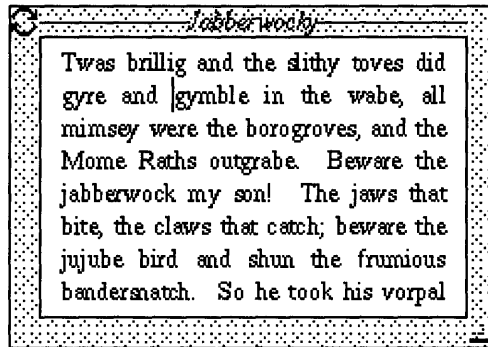 Jabberwocky
Twas brillig and the slithy toves did
gyre and gymble in the wabe, all
mimsey were the borogroves, and the
Mome Raths outgrabe. Beware the
jabberwock my son! The jaws that
bite, the claws that catch; beware the
jujube bird and shun the frumious
bandersnatch. So he took his vorpal